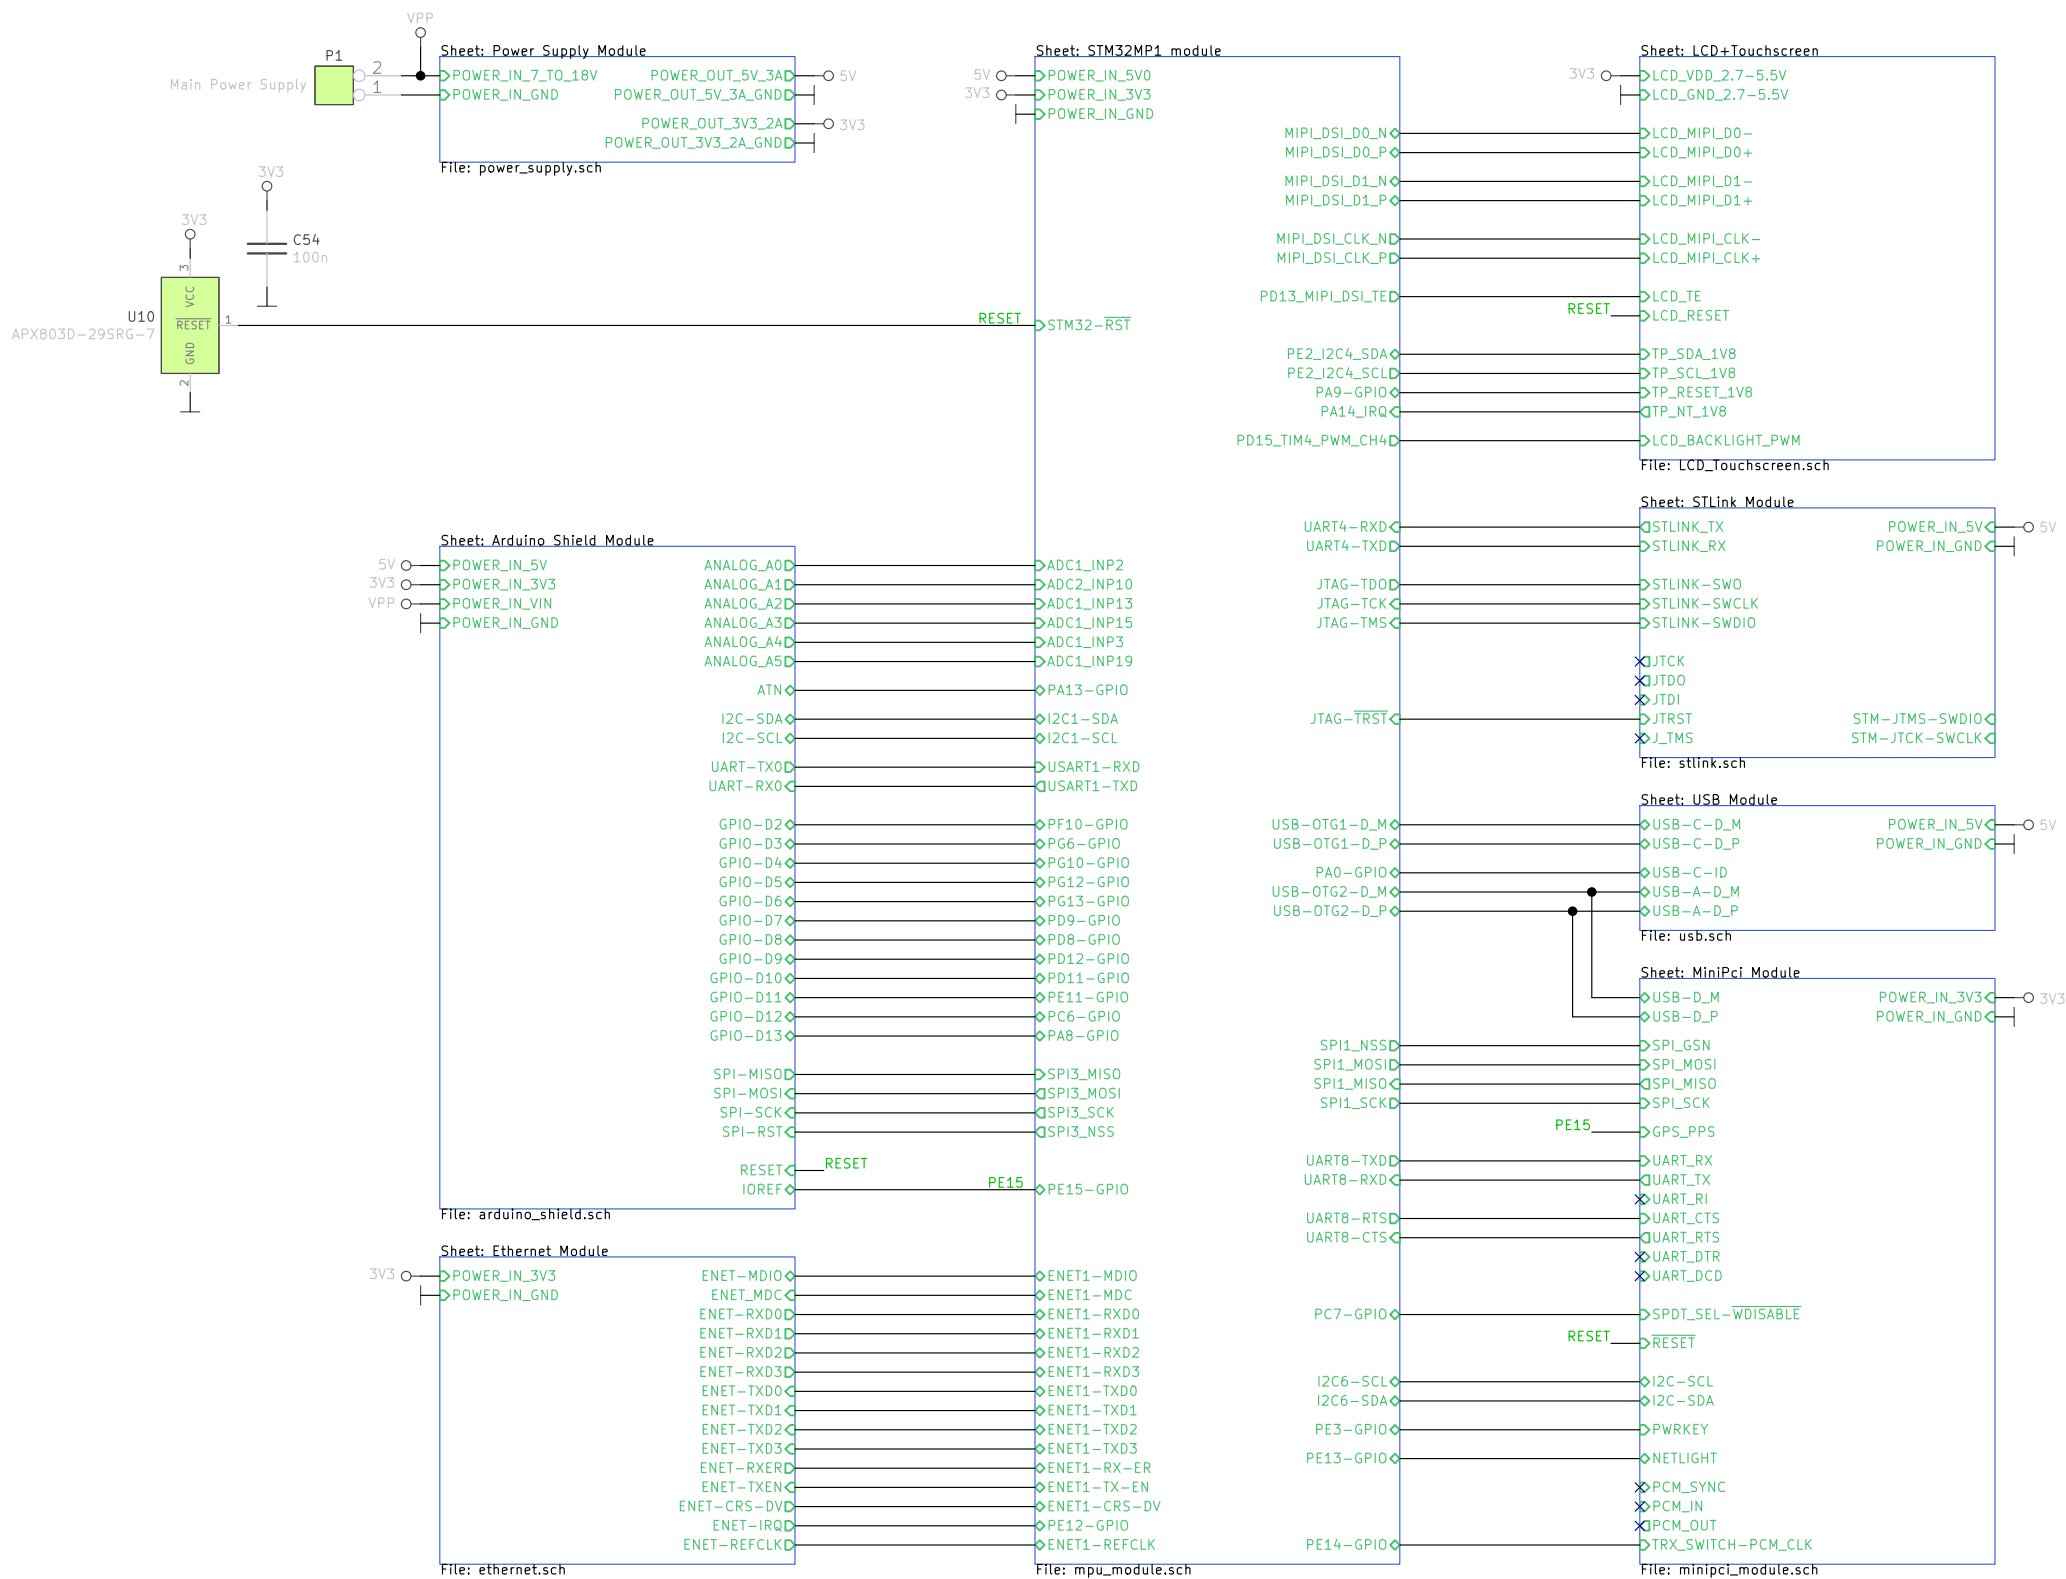 VPP
P1
2
1
Main Power Supply
Sheet: Power Supply Module
POWER_IN_7_TO_18V
POWER_IN_GND
POWER_OUT_5V_3A
POWER_OUT_5V_3A_GND
POWER_OUT_3V3_2A
POWER_OUT_3V3_2A_GND
5V
3V3
File: power_supply.sch
3V3
C54
100n
3V3
3
VCC
RESET
1
GND
2
U10
APX803D-29SRG-7
Sheet: STM32MP1 module
5V
3V3
POWER_IN_5V0
POWER_IN_3V3
POWER_IN_GND
RESET
STM32-RST
ADC1_INP2
ADC2_INP10
ADC1_INP13
ADC1_INP15
ADC1_INP3
ADC1_INP19
PA13-GPIO
I2C1-SDA
I2C1-SCL
USART1-RXD
USART1-TXD
PF10-GPIO
PG6-GPIO
PG10-GPIO
PG12-GPIO
PG13-GPIO
PD9-GPIO
PD8-GPIO
PD12-GPIO
PD11-GPIO
PE11-GPIO
PC6-GPIO
PA8-GPIO
SPI3_MISO
SPI3_MOSI
SPI3_SCK
SPI3_NSS
PE15
PE15-GPIO
ENET1-MDIO
ENET1-MDC
ENET1-RXD0
ENET1-RXD1
ENET1-RXD2
ENET1-RXD3
ENET1-TXD0
ENET1-TXD1
ENET1-TXD2
ENET1-TXD3
ENET1-RX-ER
ENET1-TX-EN
ENET1-CRS-DV
PE12-GPIO
ENET1-REFCLK
MIPI_DSI_D0_N
MIPI_DSI_D0_P
MIPI_DSI_D1_N
MIPI_DSI_D1_P
MIPI_DSI_CLK_N
MIPI_DSI_CLK_P
PD13_MIPI_DSI_TE
PE2_I2C4_SDA
PE2_I2C4_SCL
PA9-GPIO
PA14_IRQ
PD15_TIM4_PWM_CH4
UART4-RXD
UART4-TXD
JTAG-TDO
JTAG-TCK
JTAG-TMS
JTAG-TRST
USB-OTG1-D_M
USB-OTG1-D_P
PA0-GPIO
USB-OTG2-D_M
USB-OTG2-D_P
SPI1_NSS
SPI1_MOSI
SPI1_MISO
SPI1_SCK
UART8-TXD
UART8-RXD
UART8-RTS
UART8-CTS
PC7-GPIO
I2C6-SCL
I2C6-SDA
PE3-GPIO
PE13-GPIO
PE14-GPIO
File: mpu_module.sch
Sheet: Arduino Shield Module
5V
3V3
VPP
POWER_IN_5V
POWER_IN_3V3
POWER_IN_VIN
POWER_IN_GND
ANALOG_A0
ANALOG_A1
ANALOG_A2
ANALOG_A3
ANALOG_A4
ANALOG_A5
ATN
I2C-SDA
I2C-SCL
UART-TX0
UART-RX0
GPIO-D2
GPIO-D3
GPIO-D4
GPIO-D5
GPIO-D6
GPIO-D7
GPIO-D8
GPIO-D9
GPIO-D10
GPIO-D11
GPIO-D12
GPIO-D13
SPI-MISO
SPI-MOSI
SPI-SCK
SPI-RST
RESET
RESET
IOREF
File: arduino_shield.sch
Sheet: Ethernet Module
3V3
POWER_IN_3V3
POWER_IN_GND
ENET-MDIO
ENET_MDC
ENET-RXD0
ENET-RXD1
ENET-RXD2
ENET-RXD3
ENET-TXD0
ENET-TXD1
ENET-TXD2
ENET-TXD3
ENET-RXER
ENET-TXEN
ENET-CRS-DV
ENET-IRQ
ENET-REFCLK
File: ethernet.sch
Sheet: LCD+Touchscreen
3V3
LCD_VDD_2.7-5.5V
LCD_GND_2.7-5.5V
LCD_MIPI_D0-
LCD_MIPI_D0+
LCD_MIPI_D1-
LCD_MIPI_D1+
LCD_MIPI_CLK-
LCD_MIPI_CLK+
LCD_TE
RESET
LCD_RESET
TP_SDA_1V8
TP_SCL_1V8
TP_RESET_1V8
TP_NT_1V8
LCD_BACKLIGHT_PWM
File: LCD_Touchscreen.sch
Sheet: STLink Module
STLINK_TX
STLINK_RX
STLINK-SWO
STLINK-SWCLK
STLINK-SWDIO
JTCK
JTDO
JTDI
JTRST
J_TMS
POWER_IN_5V
POWER_IN_GND
5V
STM-JTMS-SWDIO
STM-JTCK-SWCLK
File: stlink.sch
Sheet: USB Module
USB-C-D_M
USB-C-D_P
USB-C-ID
USB-A-D_M
USB-A-D_P
POWER_IN_5V
POWER_IN_GND
5V
File: usb.sch
Sheet: MiniPci Module
USB-D_M
USB-D_P
POWER_IN_3V3
POWER_IN_GND
3V3
SPI_GSN
SPI_MOSI
SPI_MISO
SPI_SCK
PE15
GPS_PPS
UART_RX
UART_TX
UART_RI
UART_CTS
UART_RTS
UART_DTR
UART_DCD
SPDT_SEL-WDISABLE
RESET
RESET
I2C-SCL
I2C-SDA
PWRKEY
NETLIGHT
PCM_SYNC
PCM_IN
PCM_OUT
TRX_SWITCH-PCM_CLK
File: minipci_module.sch